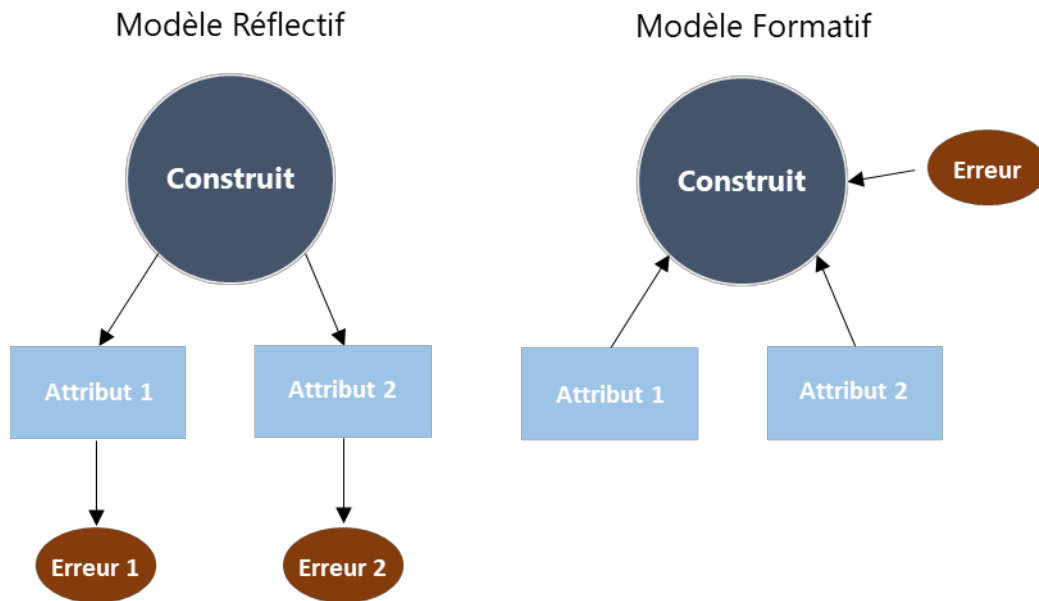 Modèle Réflectif
Construit
Attribut 1
Attribut 2
Erreur 1
Erreur 2
Modèle Formatif
Construit
Erreur
Attribut 1
Attribut 2